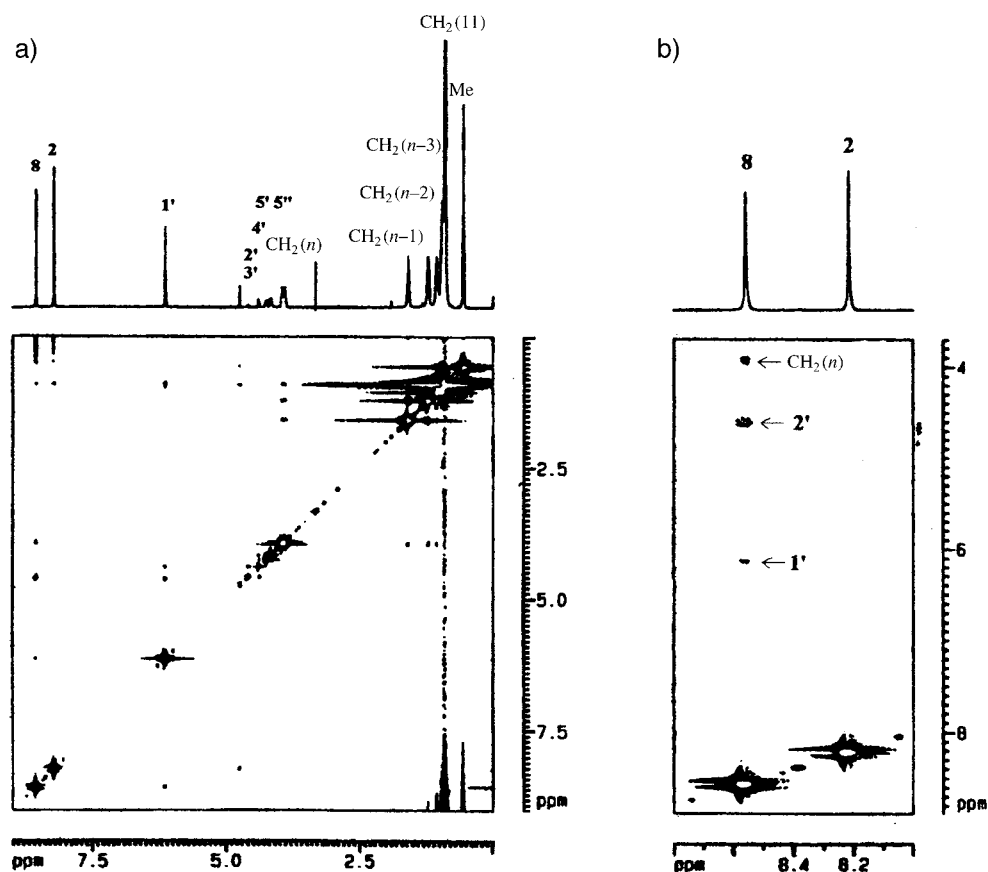 a)
CH₂(11)
Me
CH₂(n–3)
8
2
CH₂(n–2)
1'
5' 5"
4'
CH₂(n)
CH₂(n–1)
2'
3'
2.5
5.0
7.5
ppm
ppm 7.5 5.0 2.5
b)
8
2
← CH₂(n)
← 2'
← 1'
4
6
8
ppm
ppm 8.4 8.2